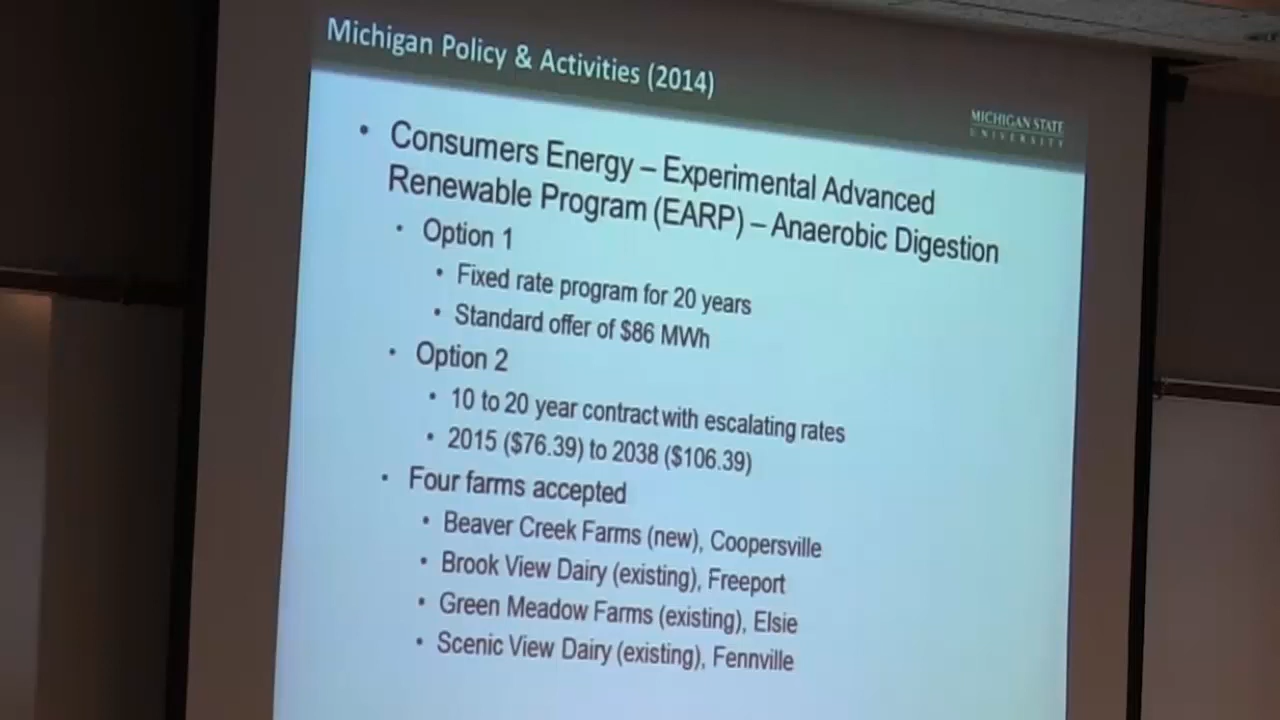 Michigan Policy & Activities (2014)
MICHIGAN STATE
UNIVERSITY
• Consumers Energy – Experimental Advanced
Renewable Program (EARP) – Anaerobic Digestion
• Option 1
• Fixed rate program for 20 years
• Standard offer of $86 MWh
• Option 2
• 10 to 20 year contract with escalating rates
• 2015 ($76.39) to 2038 ($106.39)
• Four farms accepted
• Beaver Creek Farms (new), Coopersville
• Brook View Dairy (existing), Freeport
• Green Meadow Farms (existing), Elsie
• Scenic View Dairy (existing), Fennville